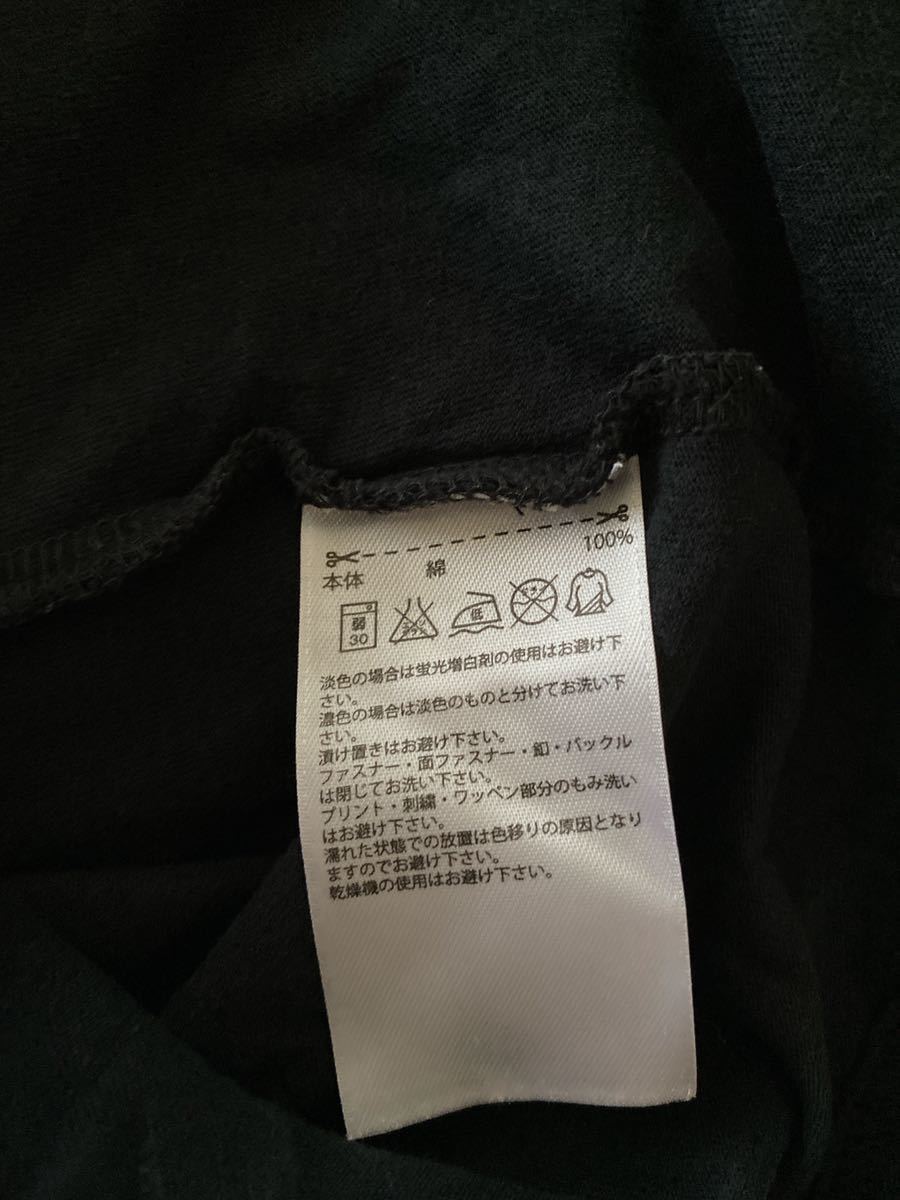 本体 綿 100%
弱 30 低
淡色の場合は蛍光増白剤の使用はお避け下
さい。
濃色の場合は淡色のものと分けてお洗い下
さい。
漬け置きはお避け下さい。
ファスナー・面ファスナー・釦・バックル
は閉じてお洗い下さい。
プリント・刺繍・ワッペン部分のもみ洗い
はお避け下さい。
濡れた状態での放置は色移りの原因となり
ますのでお避け下さい。
乾燥機の使用はお避け下さい。